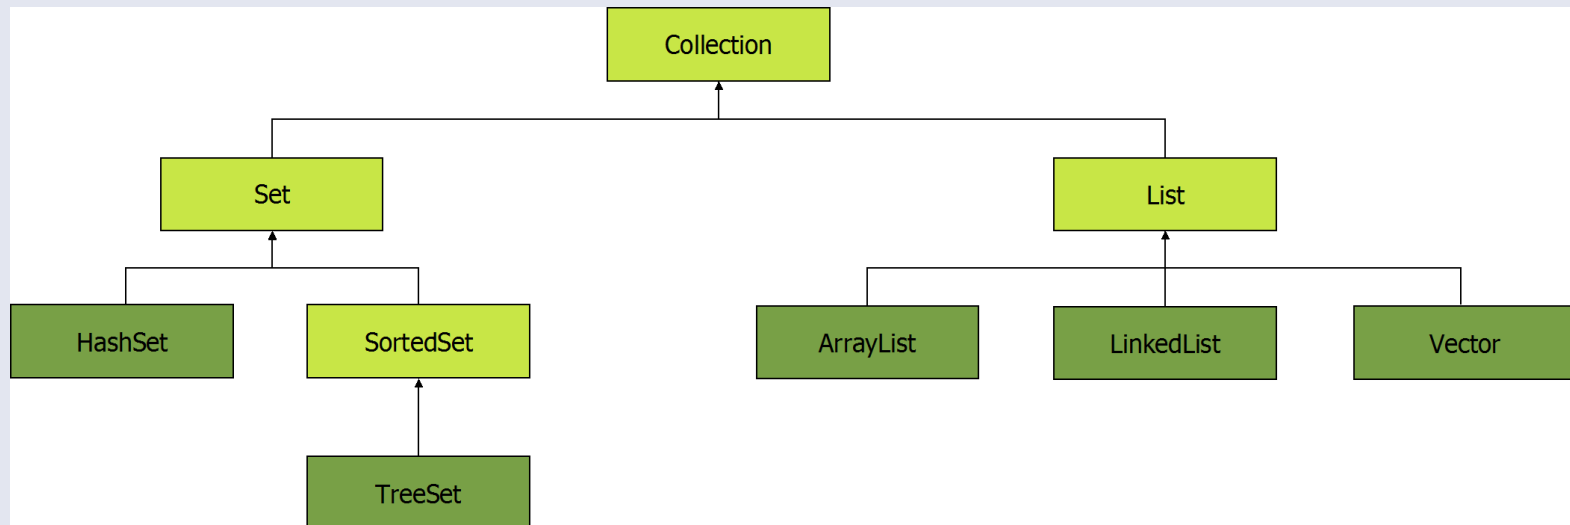 Collection
Set
List
HashSet
SortedSet
ArrayList
LinkedList
Vector
TreeSet